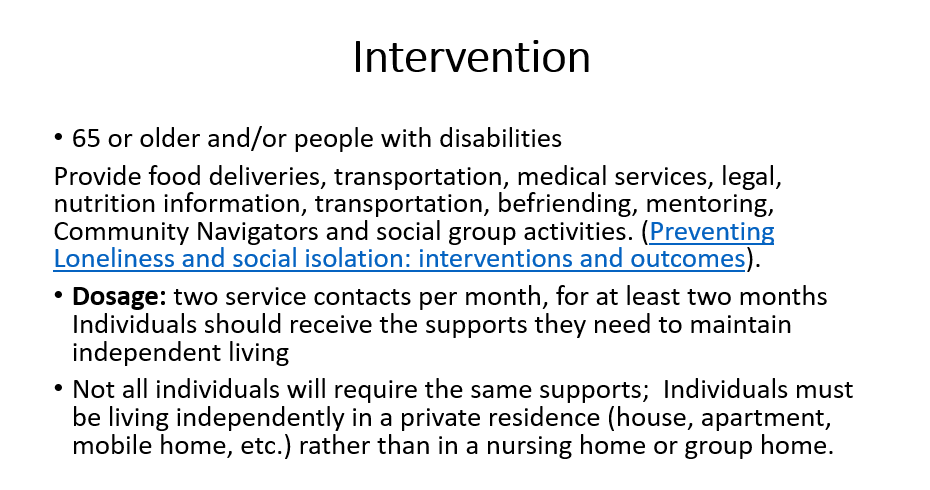 Intervention
• 65 or older and/or people with disabilities
Provide food deliveries, transportation, medical services, legal,
nutrition information, transportation, befriending, mentoring,
Community Navigators and social group activities. (Preventing
Loneliness and social isolation: interventions and outcomes).
• Dosage: two service contacts per month, for at least two months
Individuals should receive the supports they need to maintain
independent living
• Not all individuals will require the same supports;  Individuals must
be living independently in a private residence (house, apartment,
mobile home, etc.) rather than in a nursing home or group home.